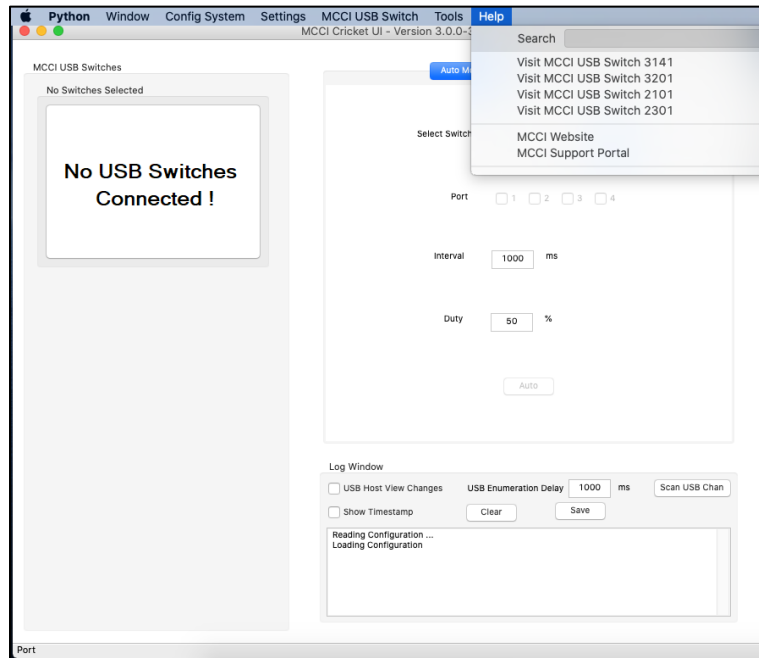 Python Window Config System Settings MCCI USB Switch Tools Help
MCCI Cricket UI - Version 3.0.0-
Search
Visit MCCI USB Switch 3141
Visit MCCI USB Switch 3201
Visit MCCI USB Switch 2101
Visit MCCI USB Switch 2301
MCCI Website
MCCI Support Portal
MCCI USB Switches
No Switches Selected
No USB Switches
Connected !
Auto M
Select Switch
Port 1 2 3 4
Interval 1000 ms
Duty 50 %
Auto
Log Window
USB Host View Changes USB Enumeration Delay 1000 ms Scan USB Chan
Show Timestamp Clear Save
Reading Configuration ...
Loading Configuration
Port